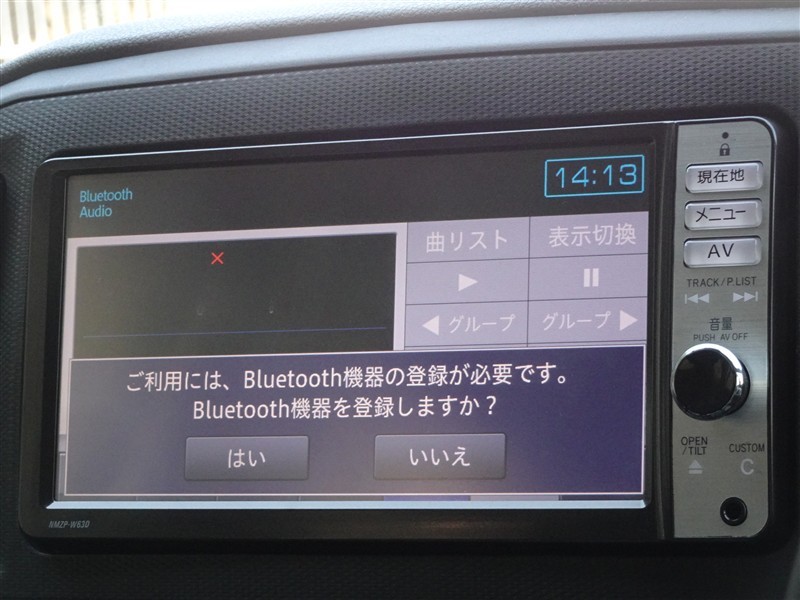 Bluetooth
Audio
14:13
曲リスト
表示切換
◀ グループ
グループ ▶
ご利用には、Bluetooth機器の登録が必要です。
Bluetooth機器を登録しますか？
はい
いいえ
NMZP-W63D
現在地
メニュー
AV
TRACK/P.LIST
音量
PUSH AV OFF
OPEN
/TILT
CUSTOM
C